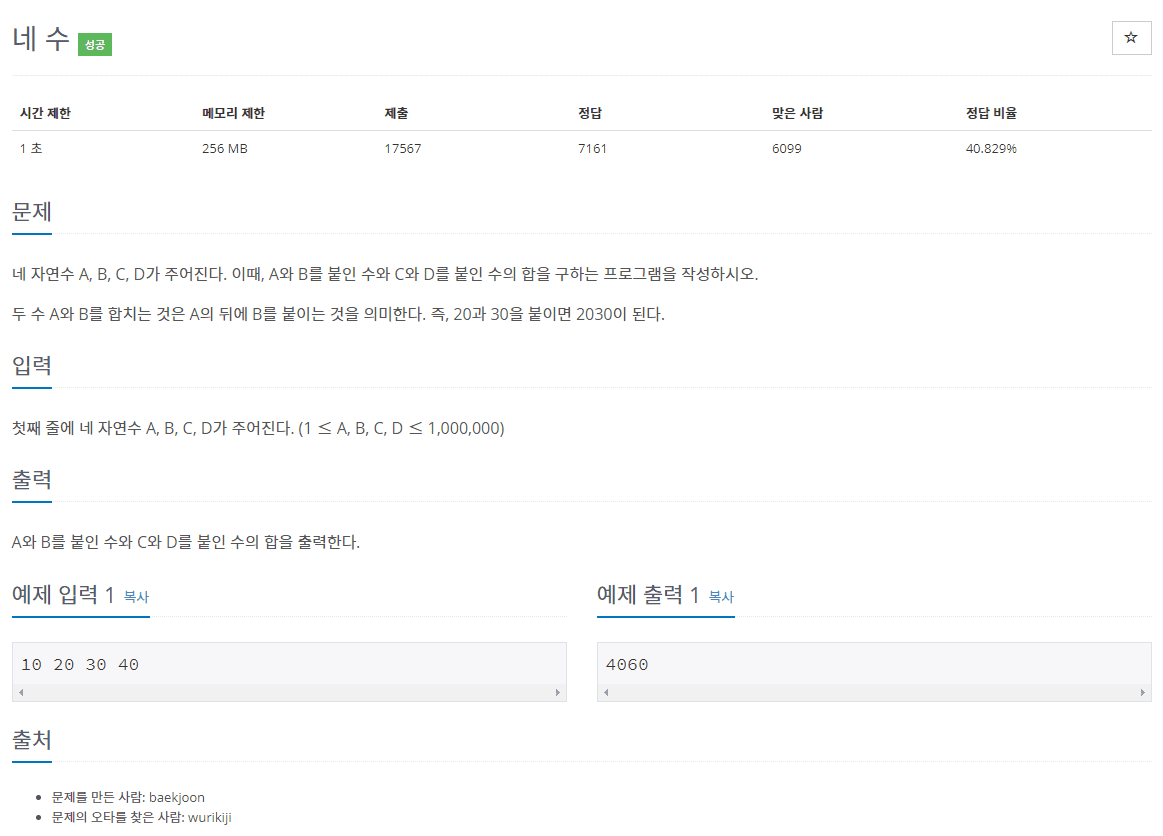 네 수 성공
☆
시간 제한 메모리 제한 제출 정답 맞은 사람 정답 비율
1 초 256 MB 17567 7161 6099 40.829%
문제
네 자연수 A, B, C, D가 주어진다. 이때, A와 B를 붙인 수와 C와 D를 붙인 수의 합을 구하는 프로그램을 작성하시오.
두 수 A와 B를 합치는 것은 A의 뒤에 B를 붙이는 것을 의미한다. 즉, 20과 30을 붙이면 2030이 된다.
입력
첫째 줄에 네 자연수 A, B, C, D가 주어진다. (1 ≤ A, B, C, D ≤ 1,000,000)
출력
A와 B를 붙인 수와 C와 D를 붙인 수의 합을 출력한다.
예제 입력 1 복사
10 20 30 40
예제 출력 1 복사
4060
출처
문제를 만든 사람: baekjoon
문제의 오타를 찾은 사람: wurikiji